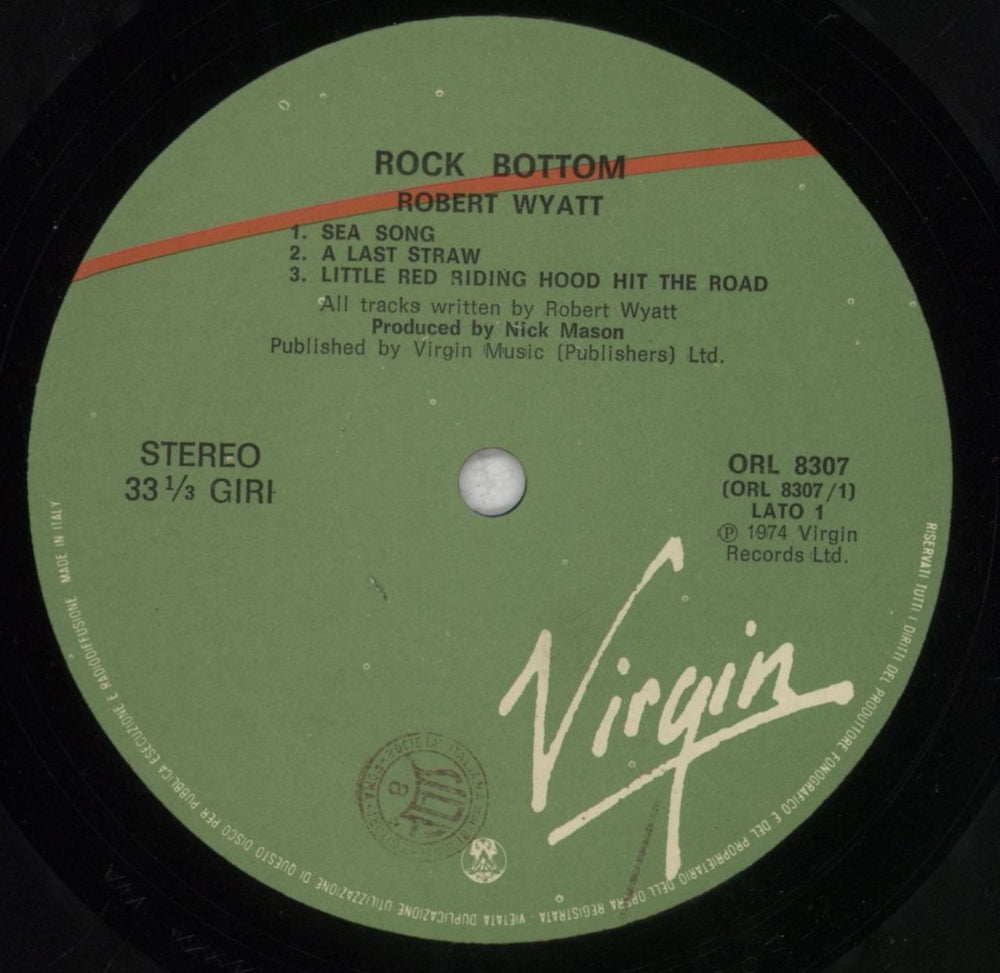 ROCK BOTTOM
ROBERT WYATT
1. SEA SONG
2. A LAST STRAW
3. LITTLE RED RIDING HOOD HIT THE ROAD
All tracks written by Robert Wyatt
Produced by Nick Mason
Published by Virgin Music (Publishers) Ltd.
STEREO
33 1/3 GIRI
ORL 8307
(ORL 8307/1)
LATO 1
Ⓟ 1974 Virgin
Records Ltd.
Virgin
RISERVATI TUTTI I DIRITTI DEL PRODUTTORE FONOGRAFICO E DEL PROPRIETARIO DELL'OPERA REGISTRATA - VIETATA DUPLICAZIONE UTILIZZAZIONE DI QUESTO DISCO PER PUBBLICA ESECUZIONE E RADIODIFFUSIONE MADE IN ITALY
SOCIETA' ITALIANA
ROMA